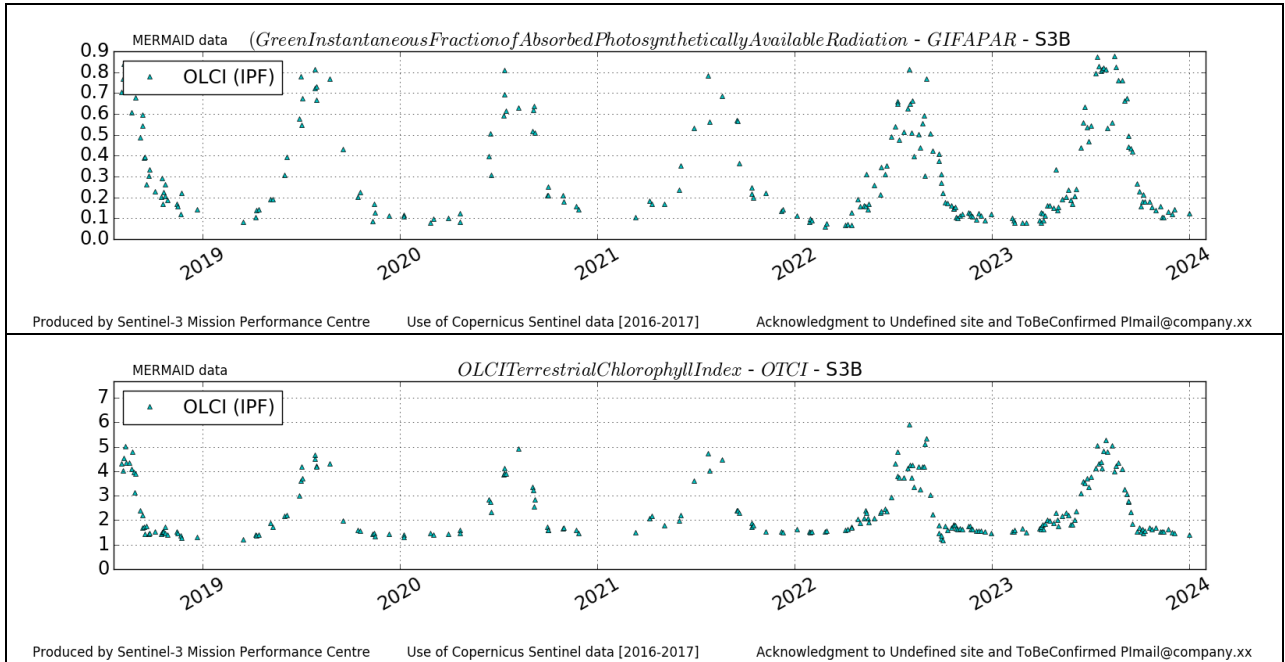 MERMAID data (GreenInstantaneousFractionofAbsorbedPhotosyntheticallyAvailableRadiation - GIFAPAR - S3B
0.9
0.8
0.7
0.6
0.5
0.4
0.3
0.2
0.1
0.0
OLCI (IPF)
2019 2020 2021 2022 2023 2024
Produced by Sentinel-3 Mission Performance Centre Use of Copernicus Sentinel data [2016-2017] Acknowledgment to Undefined site and ToBeConfirmed PImail@company.xx
MERMAID data OLCITerrestrialChlorophyllIndex - OTCI - S3B
7
6
5
4
3
2
1
0
OLCI (IPF)
2019 2020 2021 2022 2023 2024
Produced by Sentinel-3 Mission Performance Centre Use of Copernicus Sentinel data [2016-2017] Acknowledgment to Undefined site and ToBeConfirmed PImail@company.xx